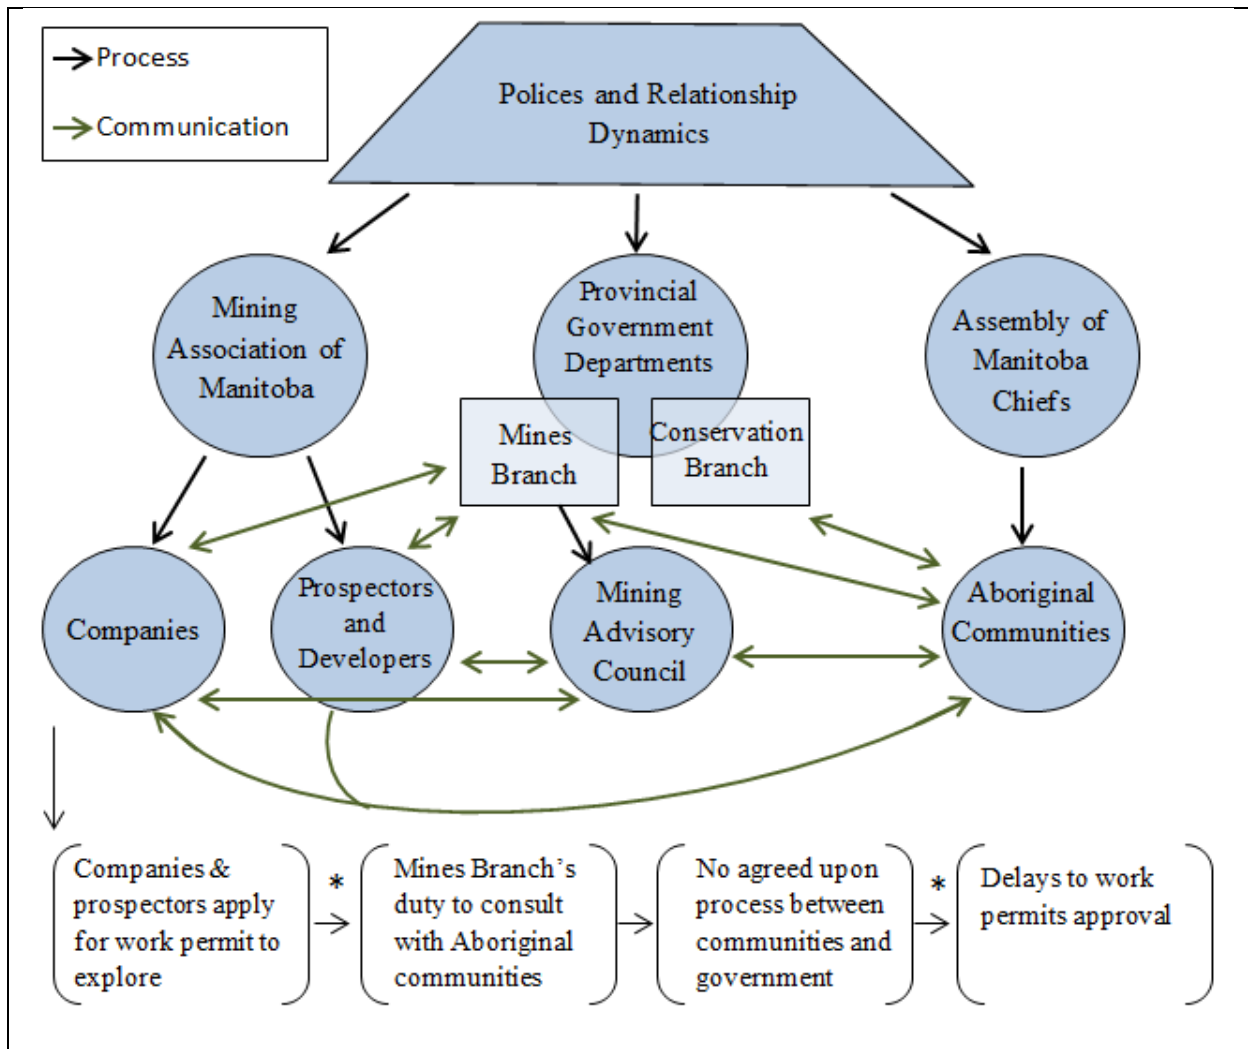 Process
Communication
Polices and Relationship
Dynamics
Mining
Association of
Manitoba
Provincial
Government
Departments
Assembly of
Manitoba
Chiefs
Mines
Branch
Conservation
Branch
Companies
Prospectors
and
Developers
Mining
Advisory
Council
Aboriginal
Communities
Companies &
prospectors apply
for work permit to
explore
*
Mines Branch's
duty to consult
with Aboriginal
communities
No agreed upon
process between
communities and
government
*
Delays to work
permits approval